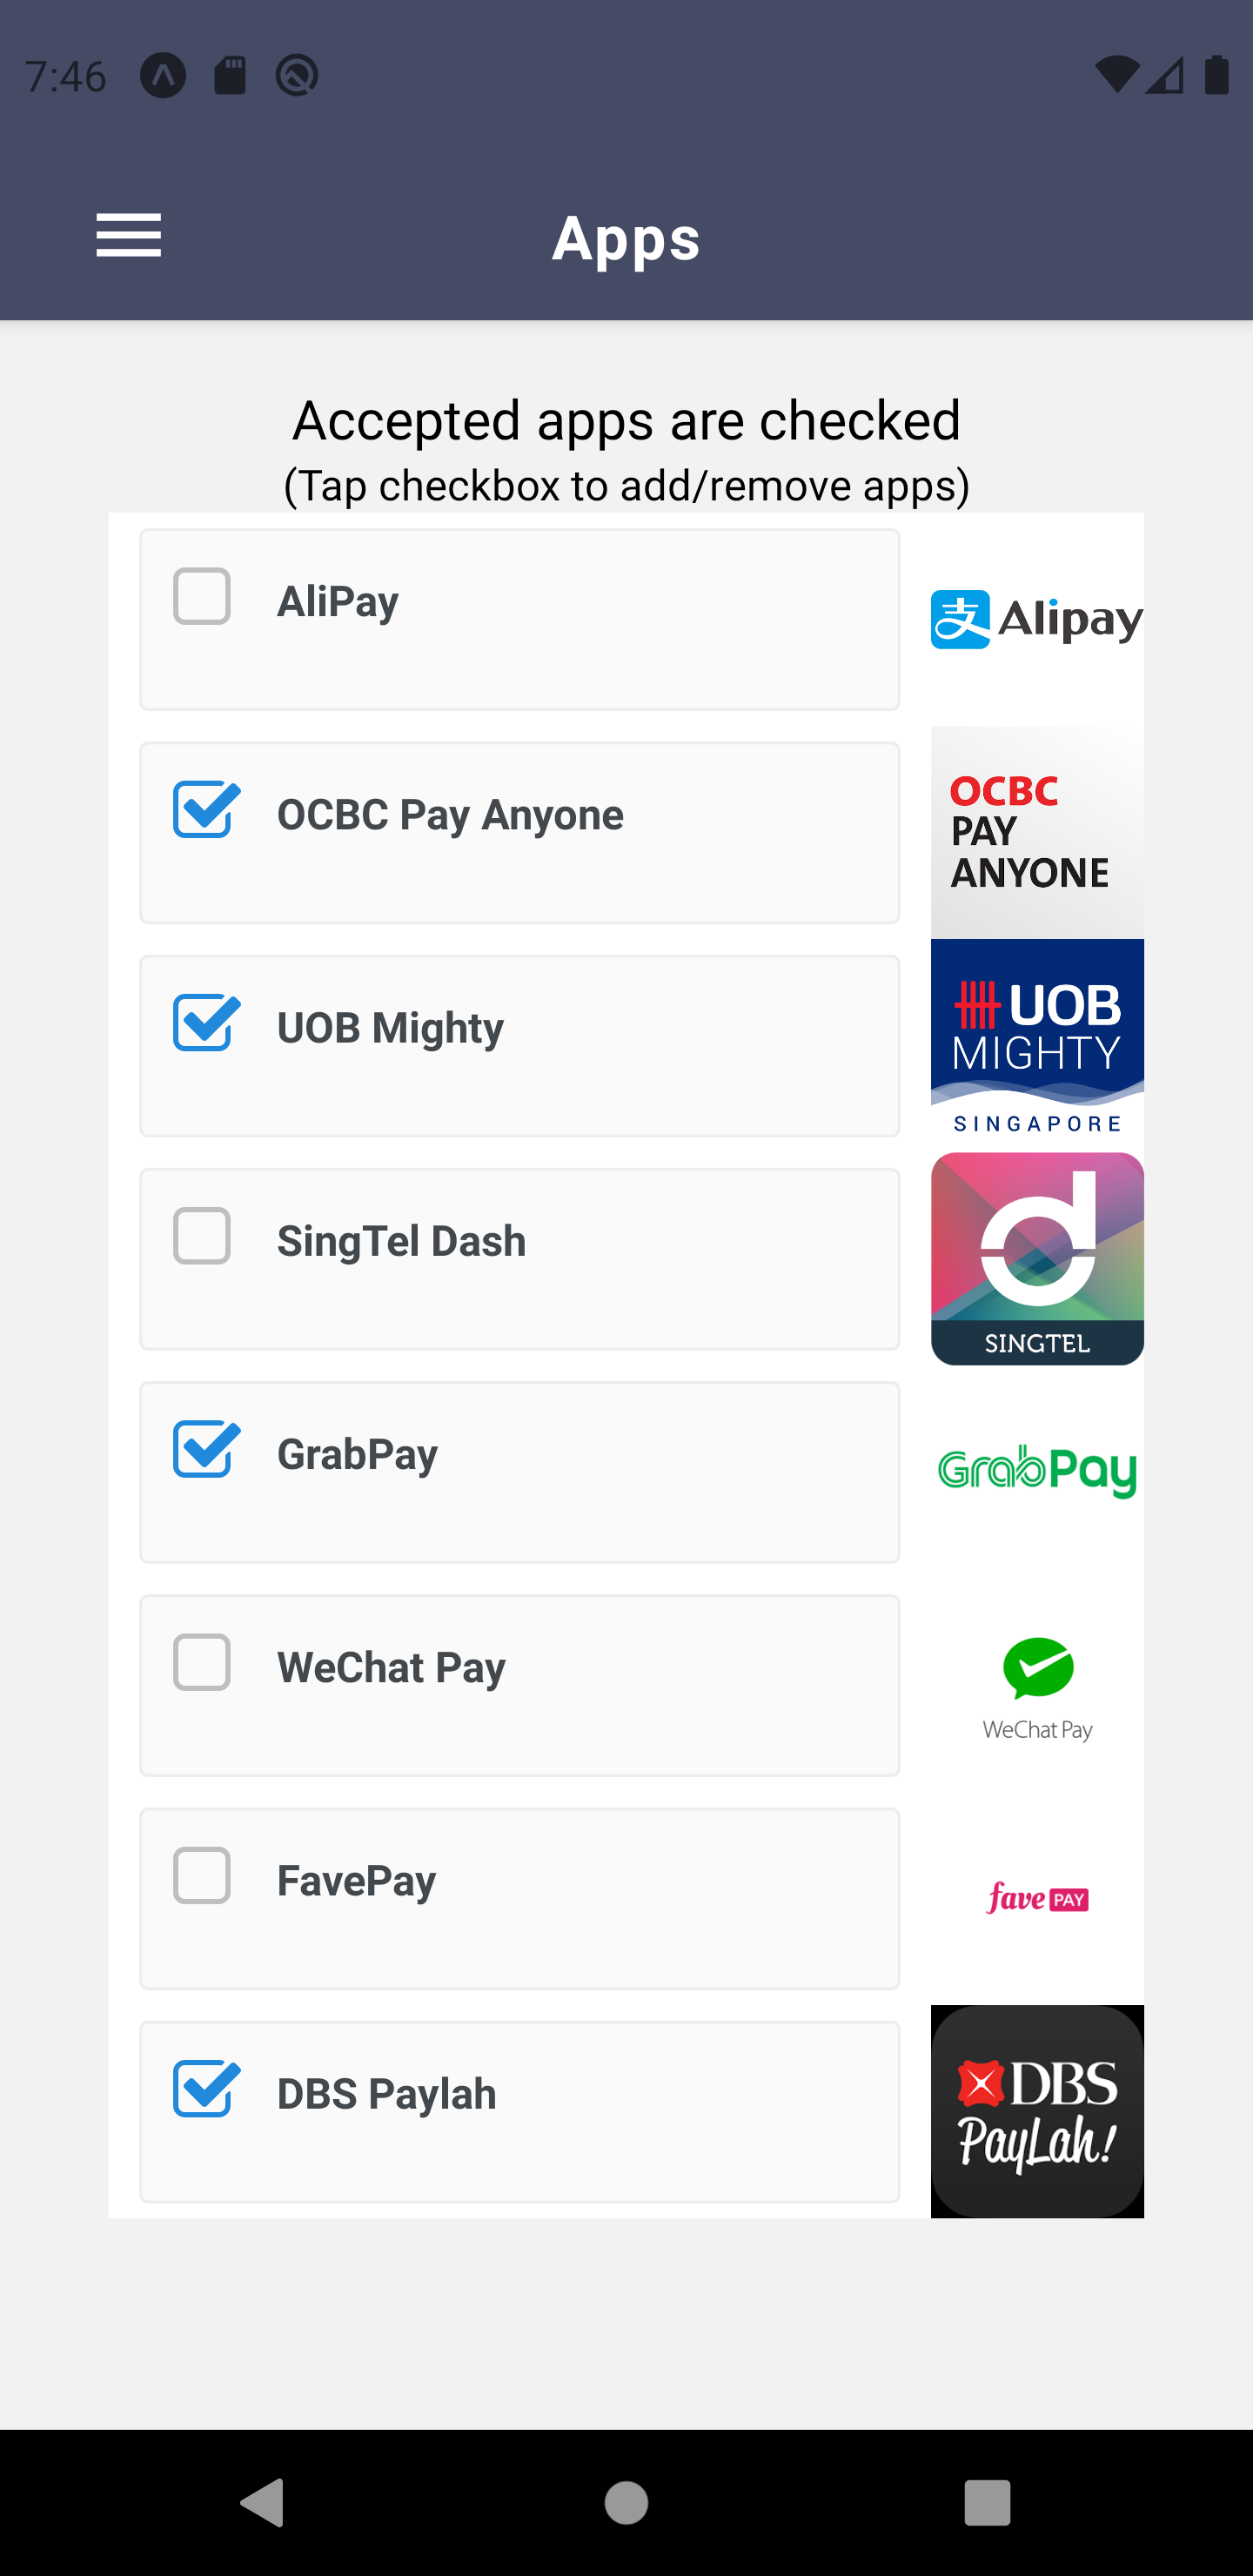 7:46
Apps
Accepted apps are checked
(Tap checkbox to add/remove apps)
AliPay
支 Alipay
OCBC Pay Anyone
OCBC
PAY
ANYONE
UOB Mighty
UOB
MIGHTY
SINGAPORE
SingTel Dash
d
SINGTEL
GrabPay
GrabPay
WeChat Pay
WeChat Pay
FavePay
fave PAY
DBS Paylah
DBS
PayLah!